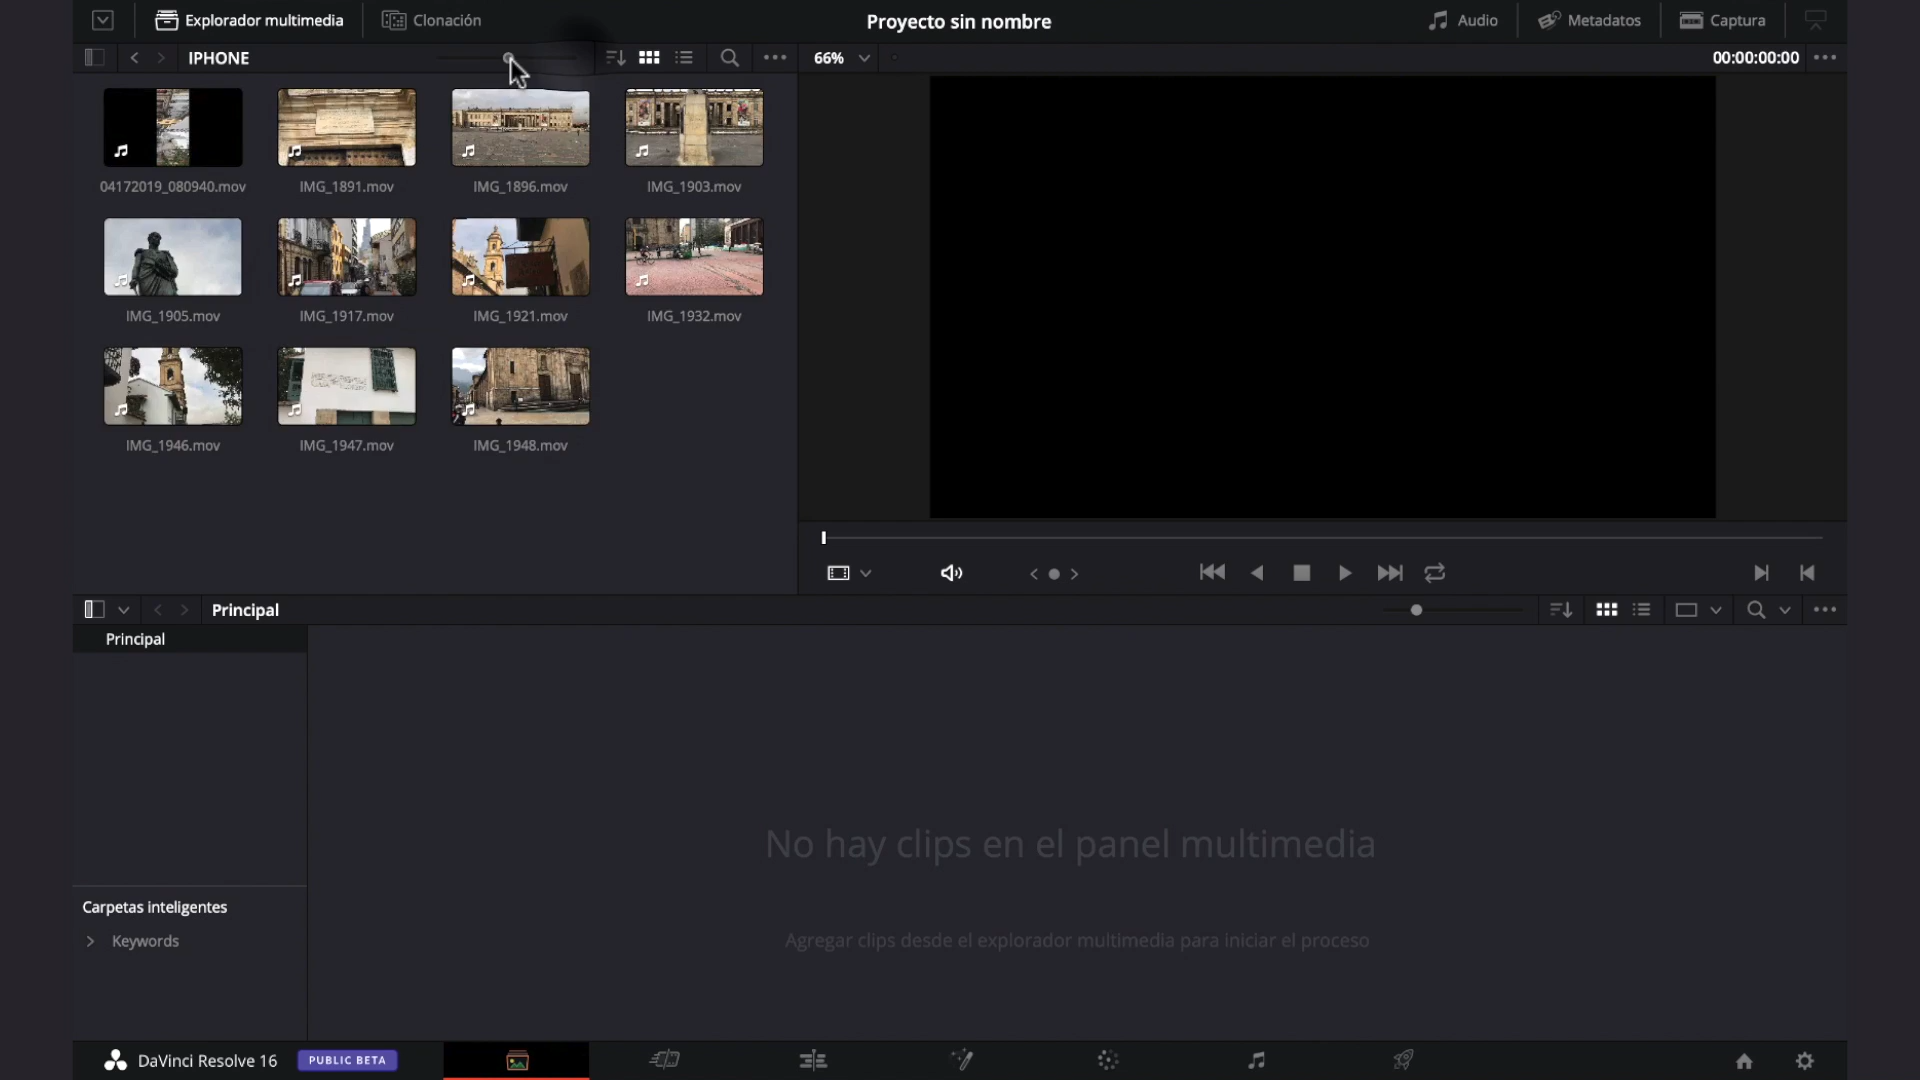 Explorador multimedia
Clonación
Proyecto sin nombre
Audio
Metadatos
Captura
IPHONE
66%
00:00:00:00
04172019_080940.mov
IMG_1891.mov
IMG_1896.mov
IMG_1903.mov
IMG_1905.mov
IMG_1917.mov
IMG_1921.mov
IMG_1932.mov
IMG_1946.mov
IMG_1947.mov
IMG_1948.mov
Principal
Principal
No hay clips en el panel multimedia
Agregar clips desde el explorador multimedia para iniciar el proceso
Carpetas inteligentes
Keywords
DaVinci Resolve 16
PUBLIC BETA